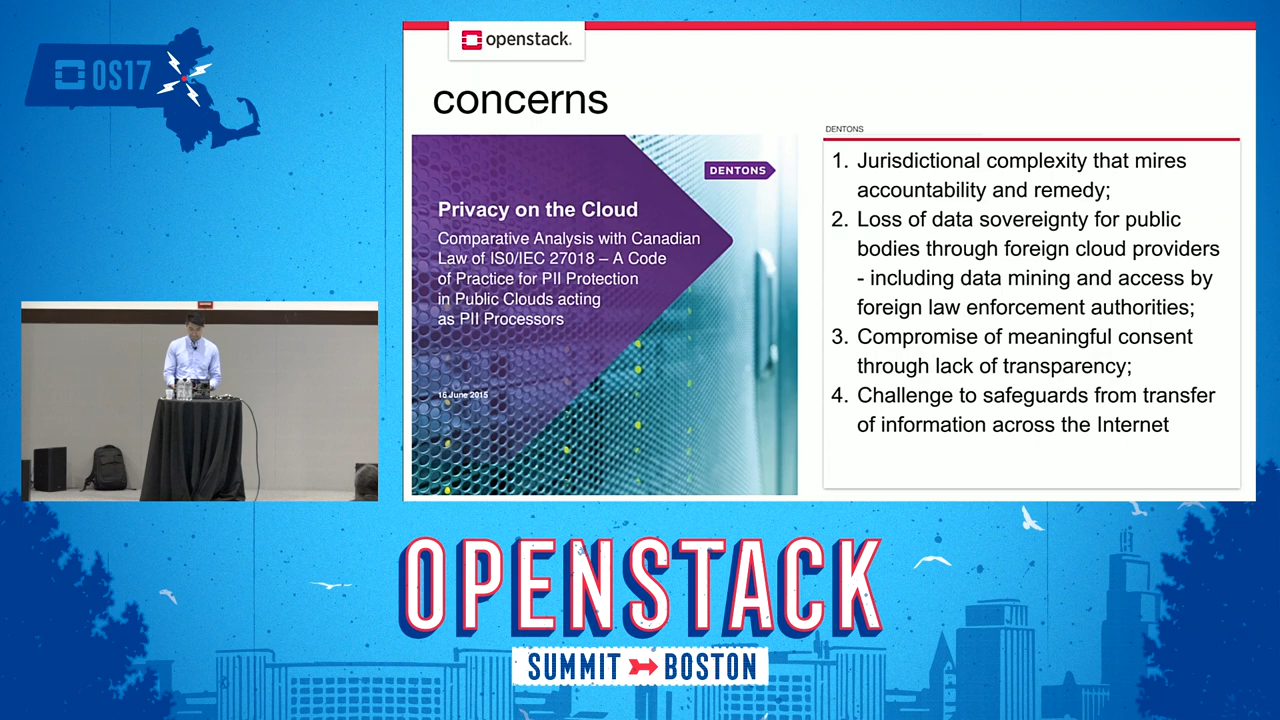 OS17
openstack.
concerns
DENTONS
Privacy on the Cloud
Comparative Analysis with Canadian
Law of IS0/IEC 27018 – A Code
of Practice for PII Protection
in Public Clouds acting
as PII Processors
16 June 2015
DENTONS
1. Jurisdictional complexity that mires
accountability and remedy;
2. Loss of data sovereignty for public
bodies through foreign cloud providers
- including data mining and access by
foreign law enforcement authorities;
3. Compromise of meaningful consent
through lack of transparency;
4. Challenge to safeguards from transfer
of information across the Internet
OPENSTACK
SUMMIT BOSTON